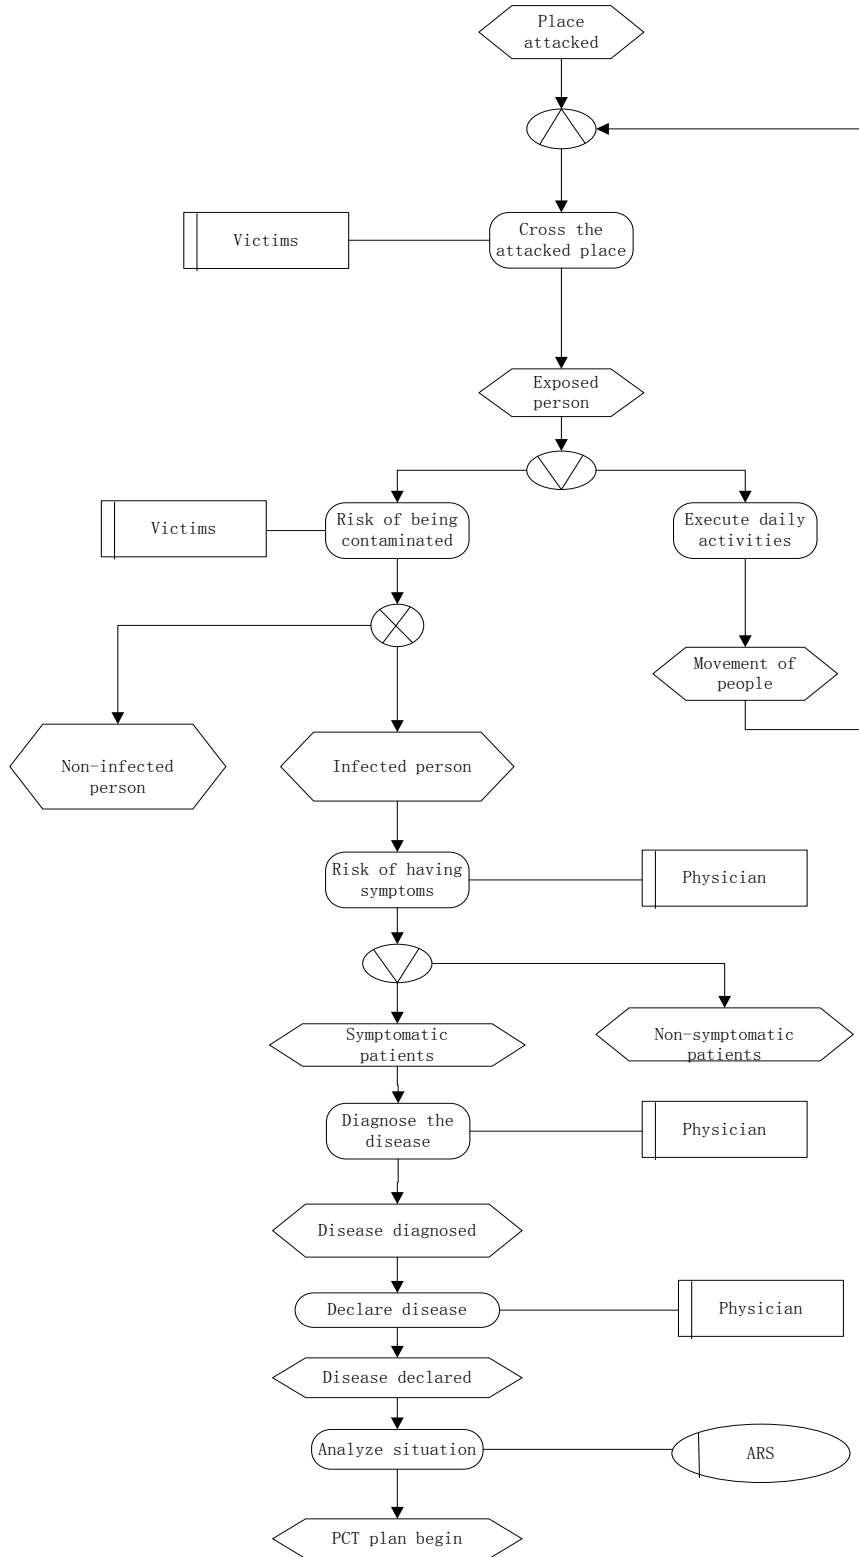 Place
attacked
Cross the
attacked place
Victims
Exposed
person
Victims
Risk of being
contaminated
Execute daily
activities
Movement of
people
Non-infected
person
Infected person
Risk of having
symptoms
Physician
Symptomatic
patients
Non-symptomatic
patients
Diagnose the
disease
Physician
Disease diagnosed
Declare disease
Physician
Disease declared
Analyze situation
ARS
PCT plan begin